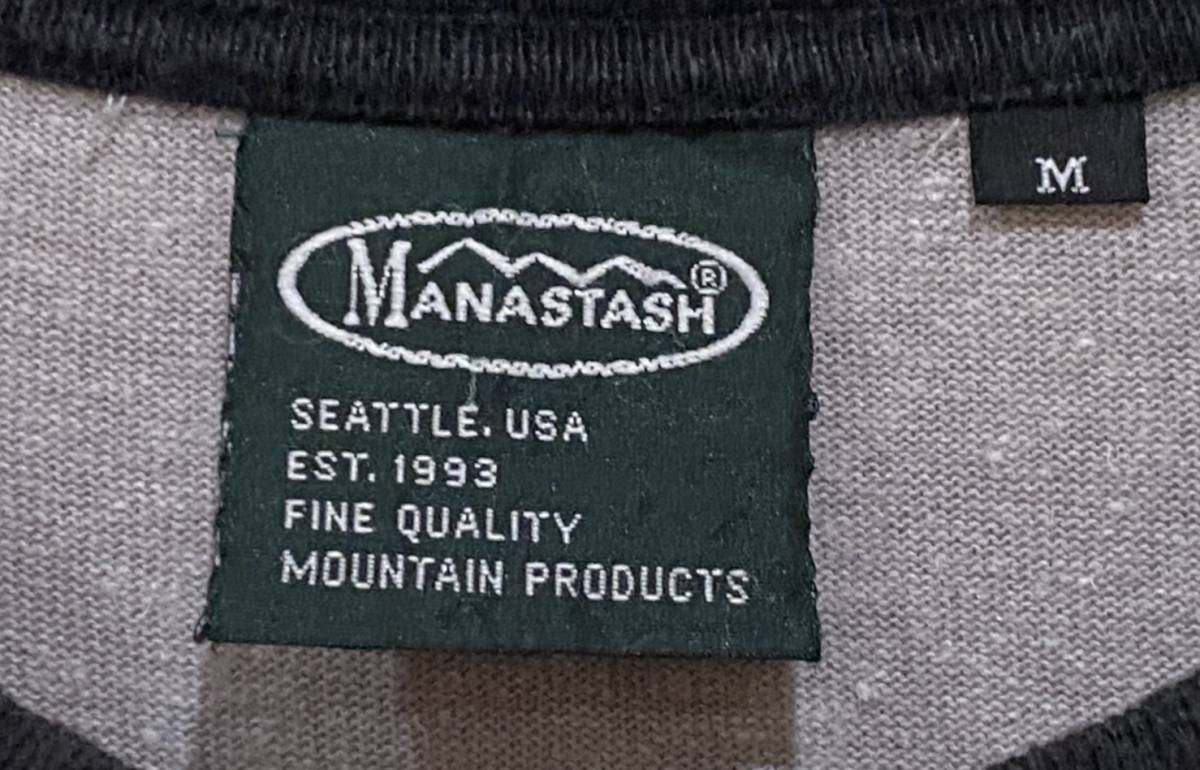 MANASTASH®
SEATTLE. USA
EST. 1993
FINE QUALITY
MOUNTAIN PRODUCTS
M